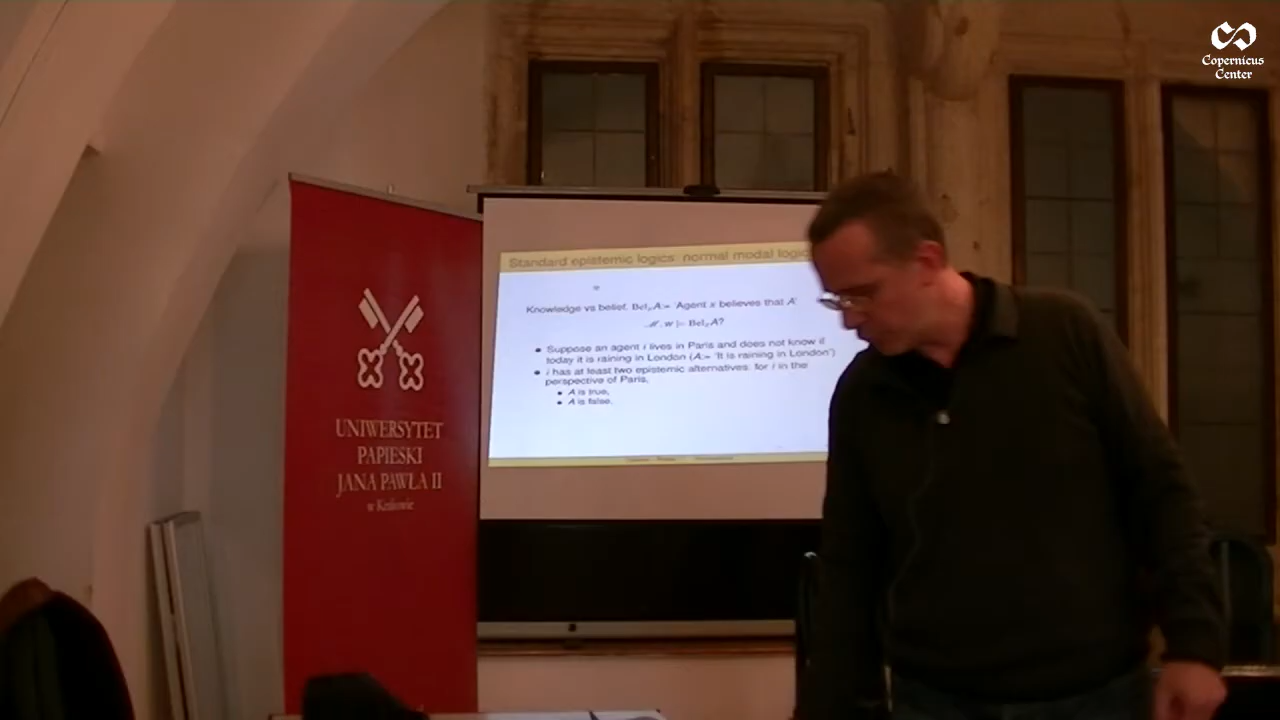 Copernicus
Center
UNIWERSYTET
PAPIESKI
JANA PAWŁA II
w Krakowie
Standard epistemic logics: normal modal logic
Knowledge vs belief. BelₓA:= 'Agent x believes that A'
ℳ, w ⊨ BelₓA?
• Suppose an agent i lives in Paris and does not know if
today it is raining in London (A:= 'It is raining in London')
• i has at least two epistemic alternatives: for i in the
perspective of Paris,
• A is true,
• A is false,